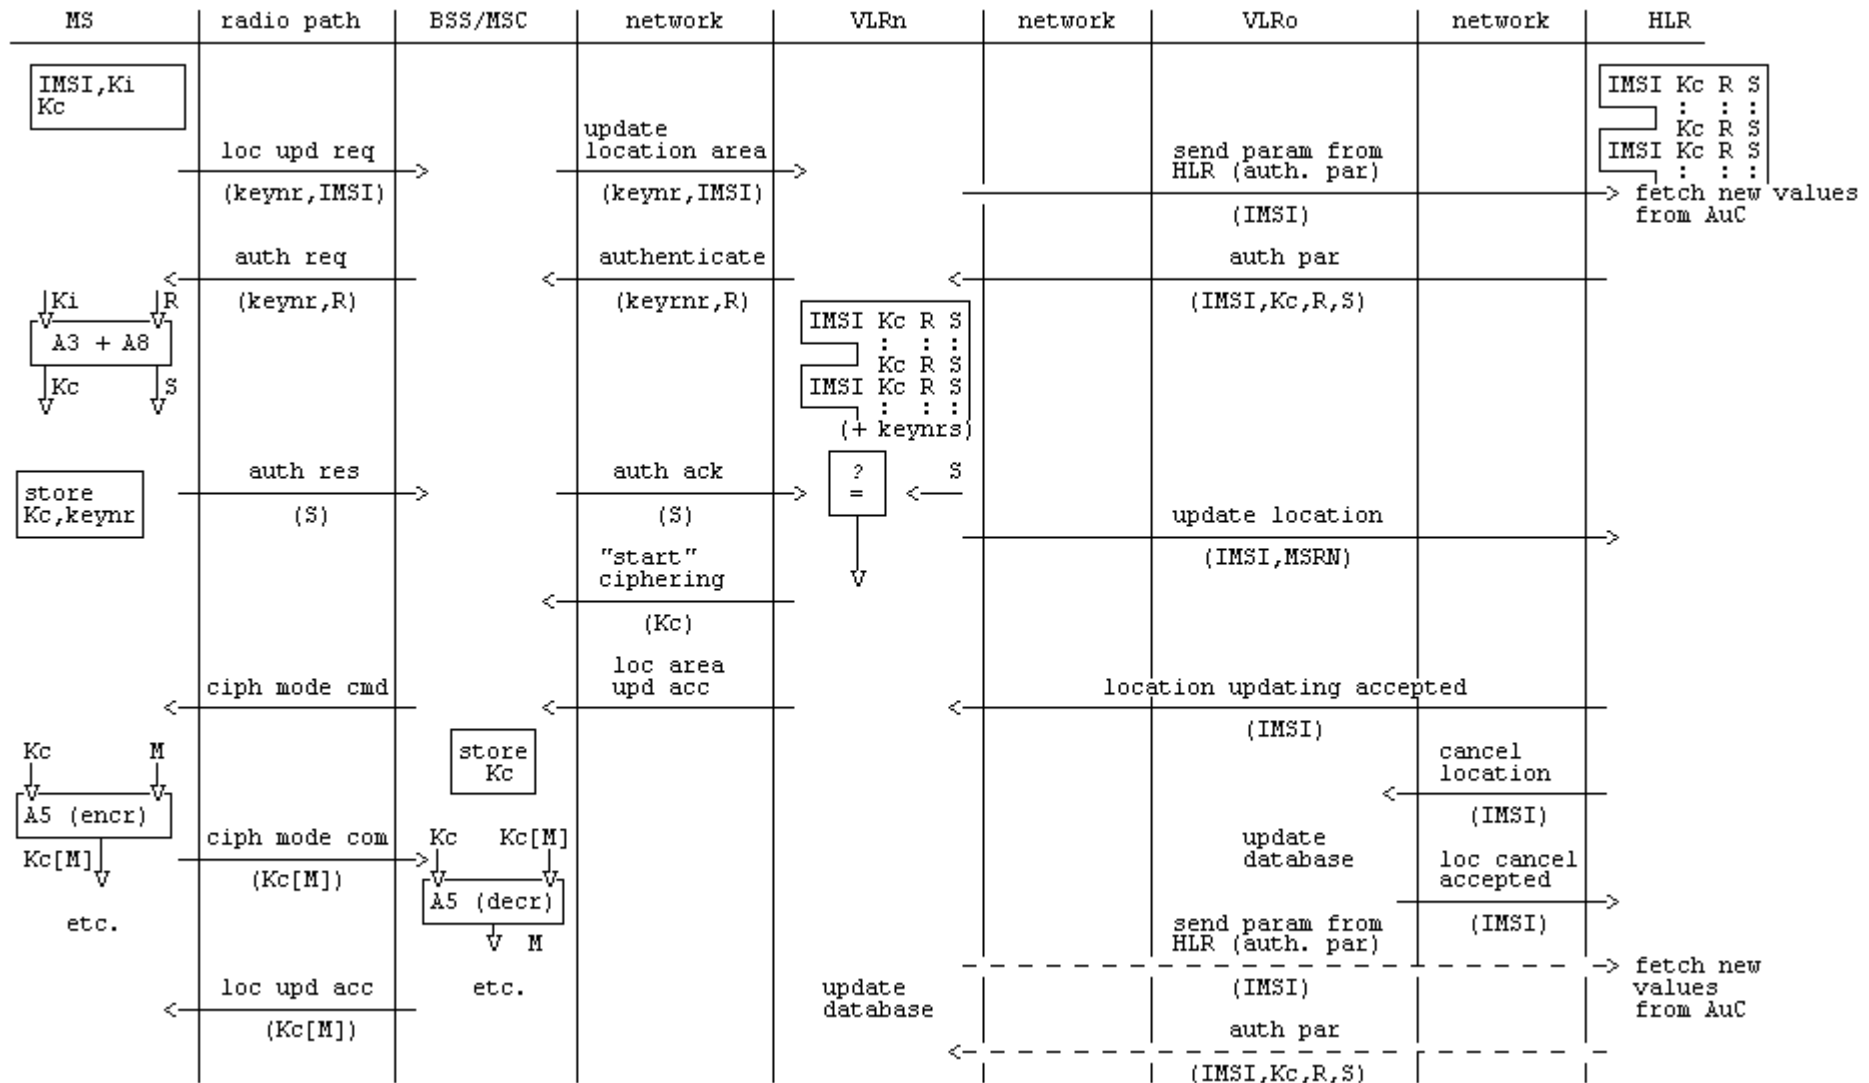 MS radio path BSS/MSC network VLRn network VLRo network HLR
IMSI,Ki
Kc
IMSI Kc R S
: : :
Kc R S
IMSI Kc R S
: : :
loc upd req
(keynr,IMSI)
update
location area
(keynr,IMSI)
send param from
HLR (auth. par)
(IMSI)
fetch new values
from AuC
auth req
(keynr,R)
authenticate
(keyrnr,R)
auth par
(IMSI,Kc,R,S)
Ki R
A3 + A8
Kc S
IMSI Kc R S
: : :
Kc R S
IMSI Kc R S
: : :
(+ keynrs)
store
Kc,keynr
auth res
(S)
auth ack
(S)
?
=
S
update location
(IMSI,MSRN)
"start"
ciphering
(Kc)
ciph mode cmd
loc area
upd acc
location updating accepted
(IMSI)
Kc M
A5 (encr)
Kc[M]
etc.
store
Kc
cancel
location
(IMSI)
ciph mode com
(Kc[M])
Kc Kc[M]
A5 (decr)
M
etc.
update
database
loc cancel
accepted
(IMSI)
send param from
HLR (auth. par)
(IMSI)
fetch new
values
from AuC
loc upd acc
(Kc[M])
update
database
auth par
(IMSI,Kc,R,S)